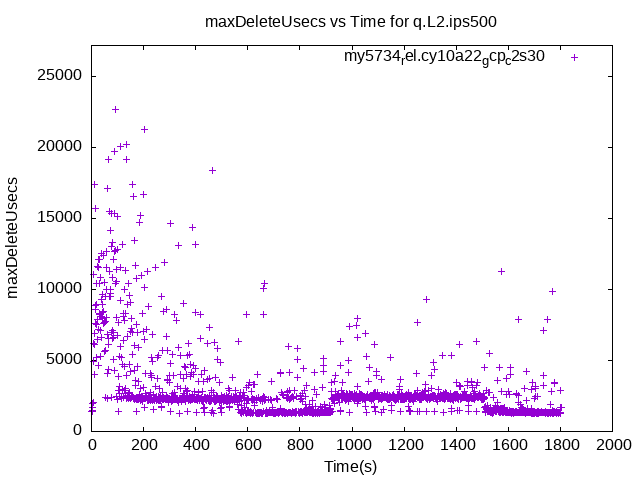 maxDeleteUsecs vs Time for q.L2.ips500
my5734rel.cy10a22gcpc2s30
25000
20000
15000
10000
5000
0
maxDeleteUsecs
0 200 400 600 800 1000 1200 1400 1600 1800 2000
Time(s)